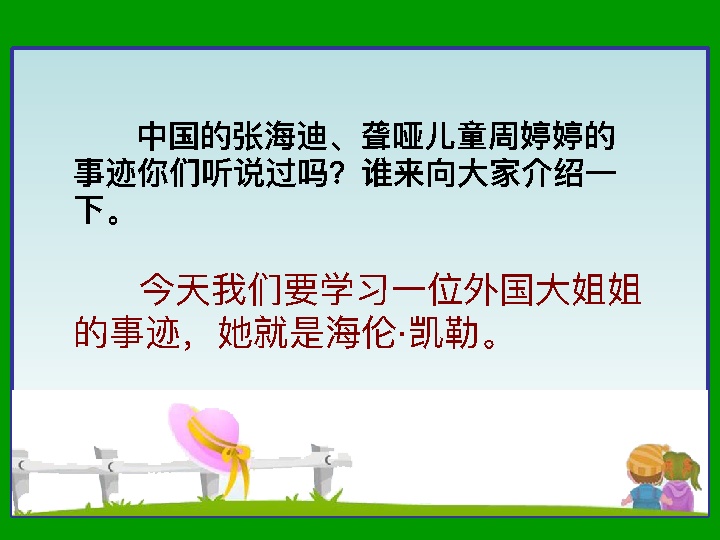 中国的张海迪、聋哑儿童周婷婷的
事迹你们听说过吗？谁来向大家介绍一
下。
今天我们要学习一位外国大姐姐
的事迹，她就是海伦·凯勒。